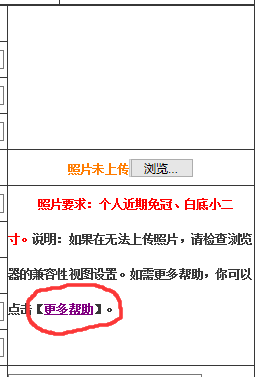 照片未上传 浏览...
照片要求：个人近期免冠、白底小二
寸。说明：如果在无法上传照片，请检查浏览
器的兼容性视图设置。如需更多帮助，你可以
点击【更多帮助】。